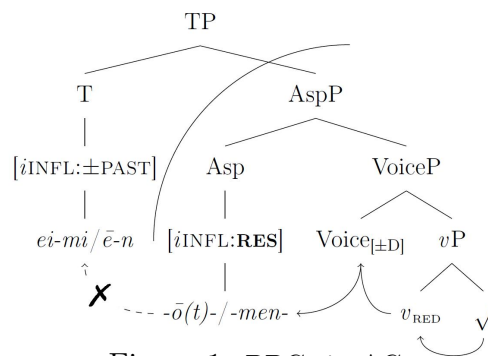 TP
T AspP
[iINFL:±PAST] Asp VoiceP
ei-mi/ē-n [iINFL:RES] Voice[±D] vP
✗ -ō(t)-/-men- vRED